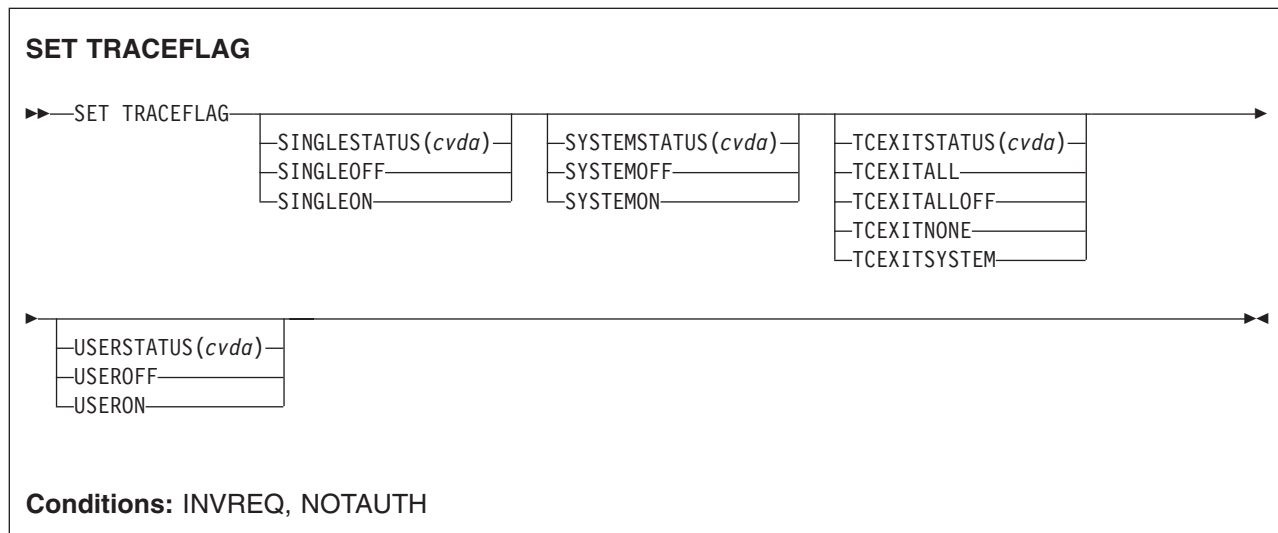 SET TRACEFLAG
SET TRACEFLAG
SINGLESTATUS(cvda) SYSTEMSTATUS(cvda) TCEXITSTATUS(cvda)
SINGLEOFF SYSTEMOFF TCEXITALL
SINGLEON SYSTEMON TCEXITALLOFF
TCEXITNONE
TCEXITSYSTEM
USERSTATUS(cvda)
USEROFF
USERON
Conditions: INVREQ, NOTAUTH